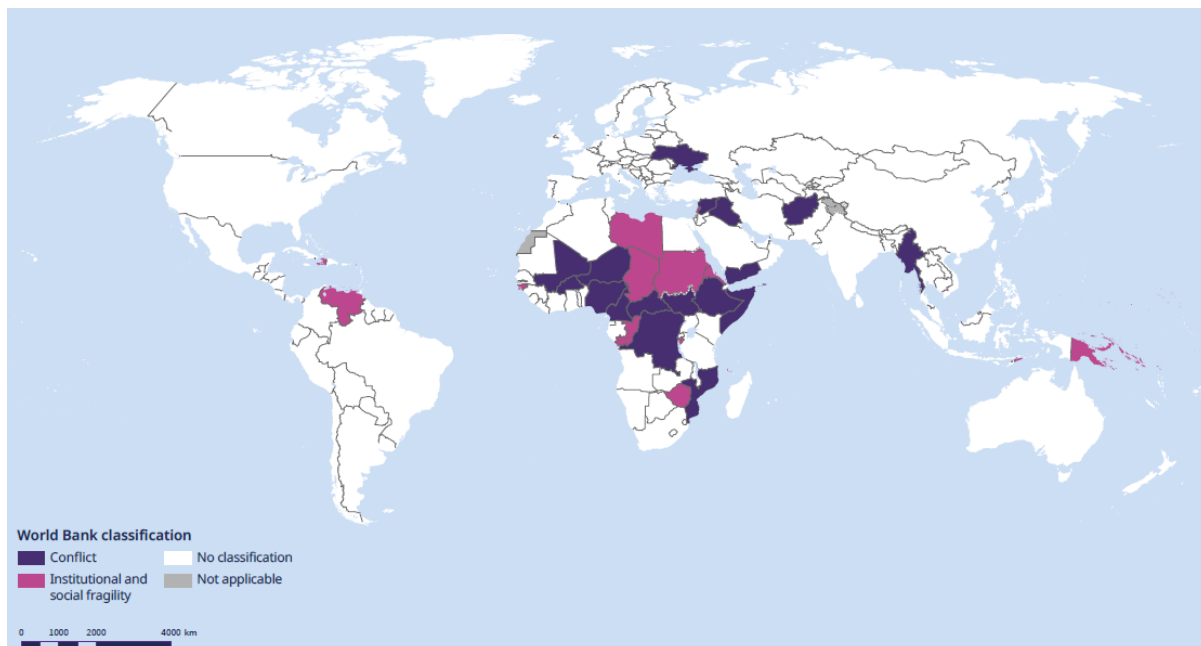 World Bank classification
Conflict
No classification
Institutional and
social fragility
Not applicable
0 1000 2000 4000 km